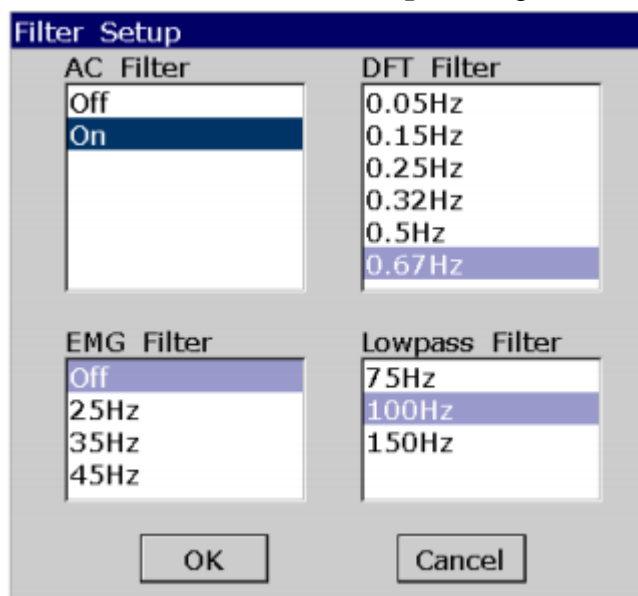 Filter Setup
AC Filter
Off
On
DFT Filter
0.05Hz
0.15Hz
0.25Hz
0.32Hz
0.5Hz
0.67Hz
EMG Filter
Off
25Hz
35Hz
45Hz
Lowpass Filter
75Hz
100Hz
150Hz
OK
Cancel